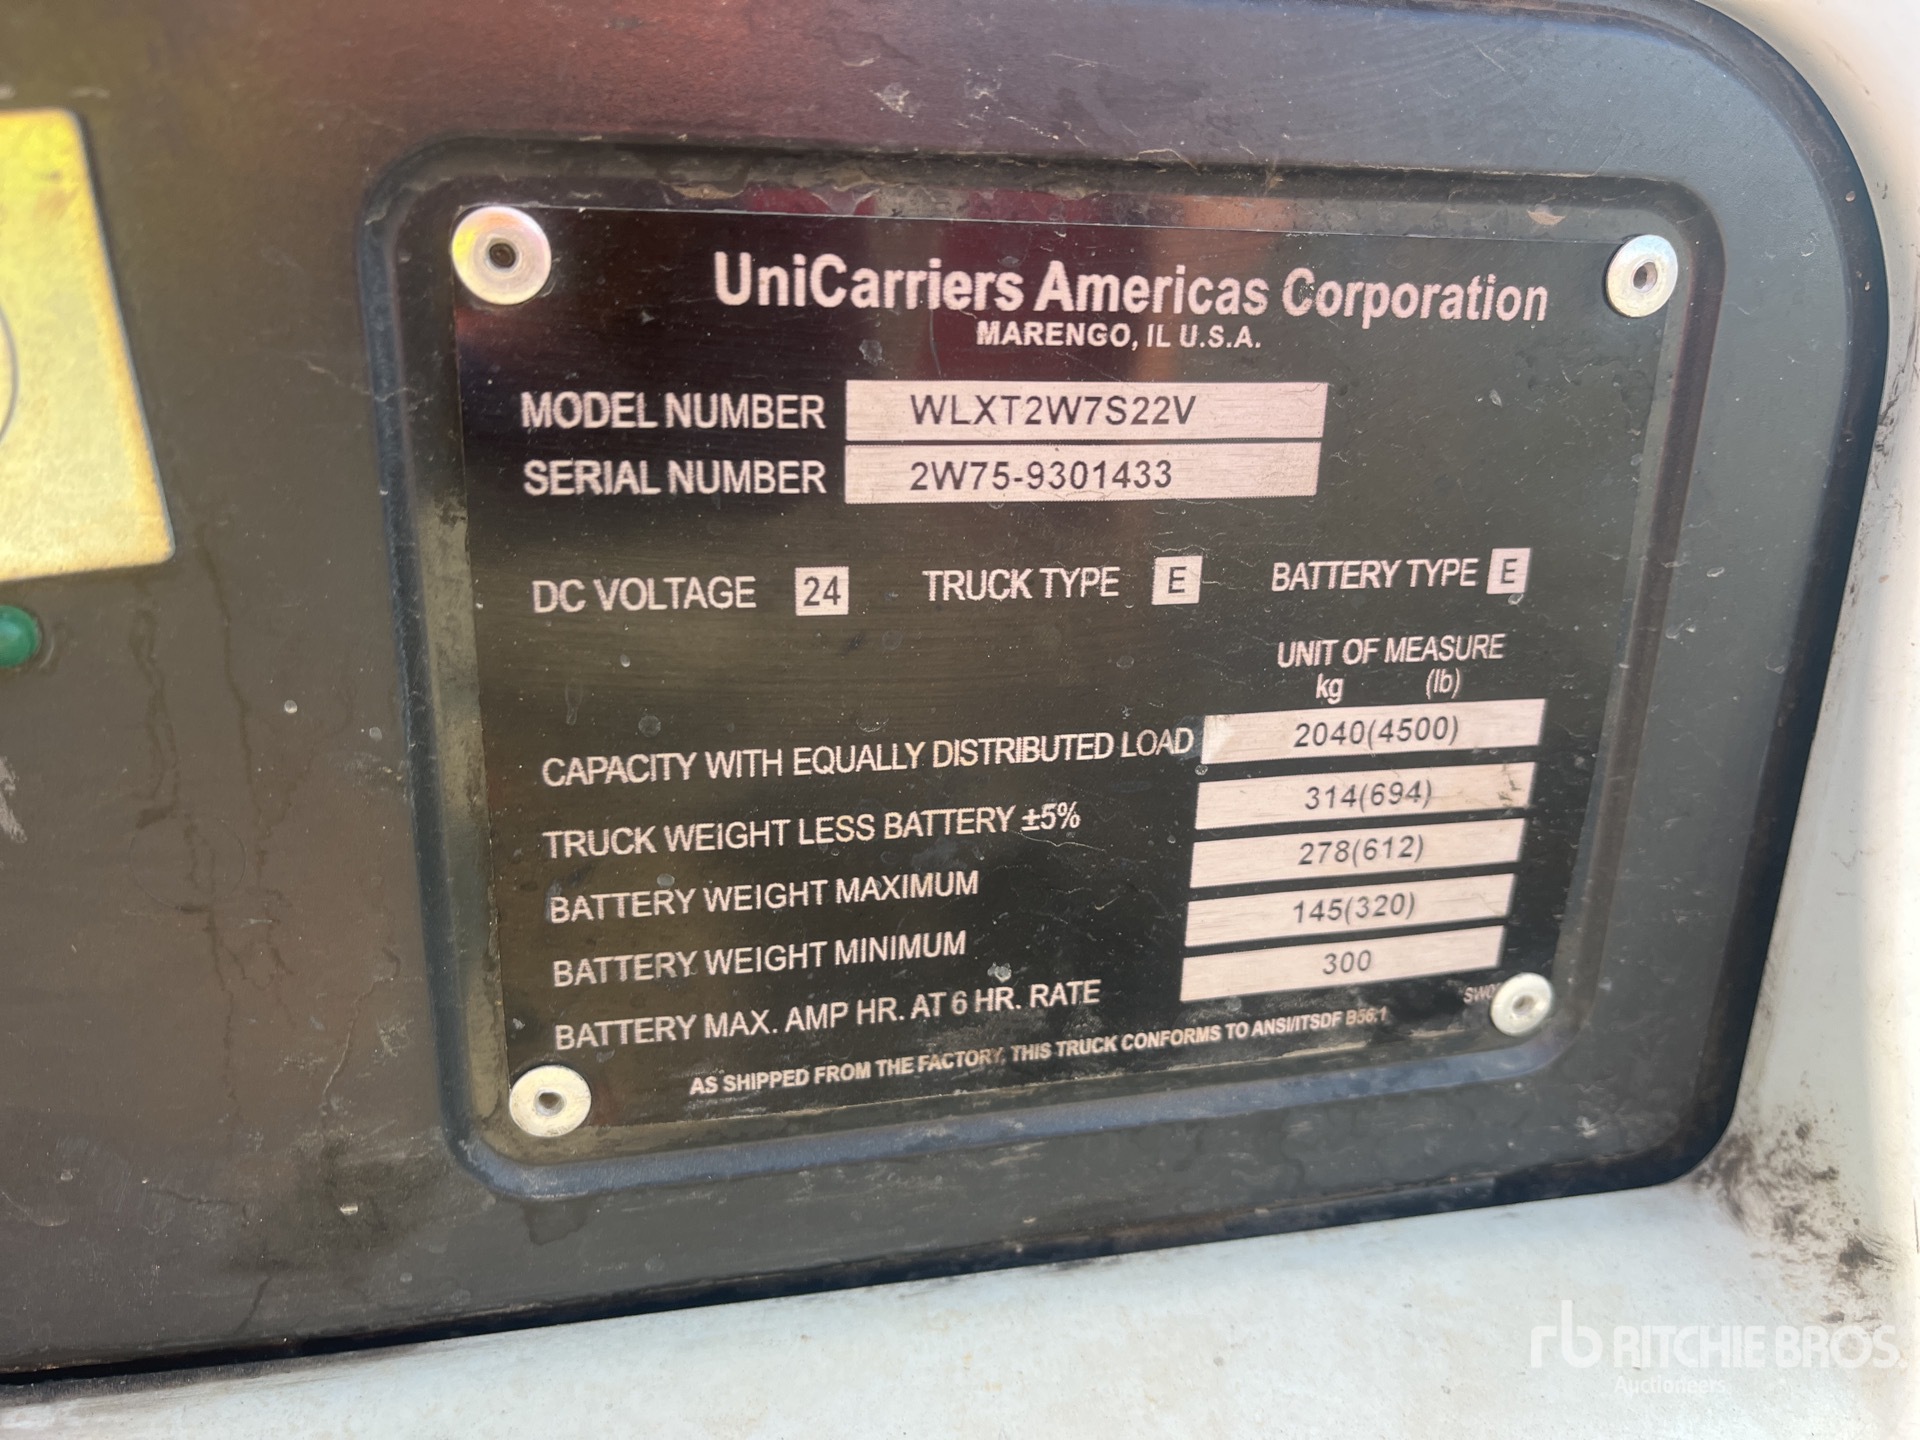 UniCarriers Americas Corporation
MARENGO, IL U.S.A.
MODEL NUMBER WLXT2W7S22V
SERIAL NUMBER 2W75-9301433
DC VOLTAGE 24 TRUCK TYPE E BATTERY TYPE E
UNIT OF MEASURE
kg (lb)
CAPACITY WITH EQUALLY DISTRIBUTED LOAD 2040(4500)
TRUCK WEIGHT LESS BATTERY ±5% 314(694)
BATTERY WEIGHT MAXIMUM 278(612)
BATTERY WEIGHT MINIMUM 145(320)
BATTERY MAX. AMP HR. AT 6 HR. RATE 300
AS SHIPPED FROM THE FACTORY, THIS TRUCK CONFORMS TO ANSI/ITSDF B56.1
rb RITCHIE BROS.
Auctioneers